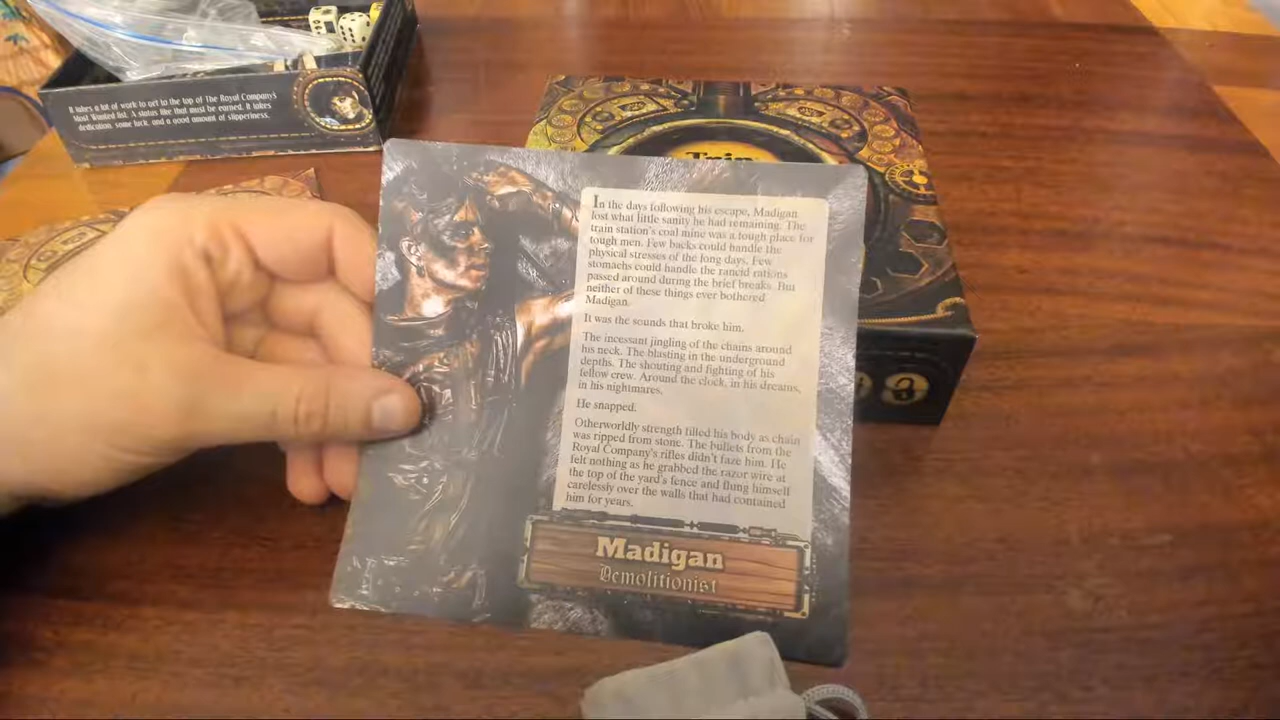 It takes a lot of work to get to the top of The Royal Company's
Most Wanted list. A status like that must be earned. It takes
dedication, some luck, and a good amount of slipperiness.
Train
In the days following his escape, Madigan
lost what little sanity he had remaining. The
train station's coal mine was a tough place for
tough men. Few backs could handle the
physical stresses of the long days. Few
stomachs could handle the rancid rations
passed around during the brief breaks. But
neither of these things ever bothered
Madigan.
It was the sounds that broke him.
The incessant jingling of the chains around
his neck. The blasting in the underground
depths. The shouting and fighting of his
fellow crew. Around the clock, in his dreams,
in his nightmares.
He snapped.
Otherworldly strength filled his body as chain
was ripped from stone. The bullets from the
Royal Company's rifles didn't faze him. He
felt nothing as he grabbed the razor wire at
the top of the yard's fence and flung himself
carelessly over the walls that had contained
him for years.
Madigan
Demolitionist